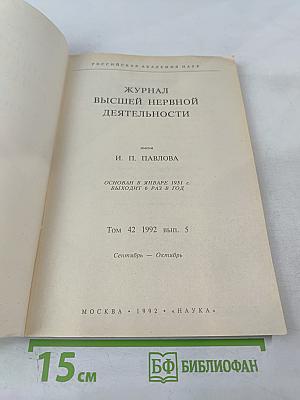 РОССИЙСКАЯ АКАДЕМИЯ НАУК
ЖУРНАЛ
ВЫСШЕЙ НЕРВНОЙ
ДЕЯТЕЛЬНОСТИ
имени
И. П. ПАВЛОВА
ОСНОВАН В ЯНВАРЕ 1951 г.
ВЫХОДИТ 6 РАЗ В ГОД
Том 42 1992 вып. 5
Сентябрь — Октябрь
МОСКВА • 1992 • «НАУКА»
15 см
БФ БИБЛИОФАН